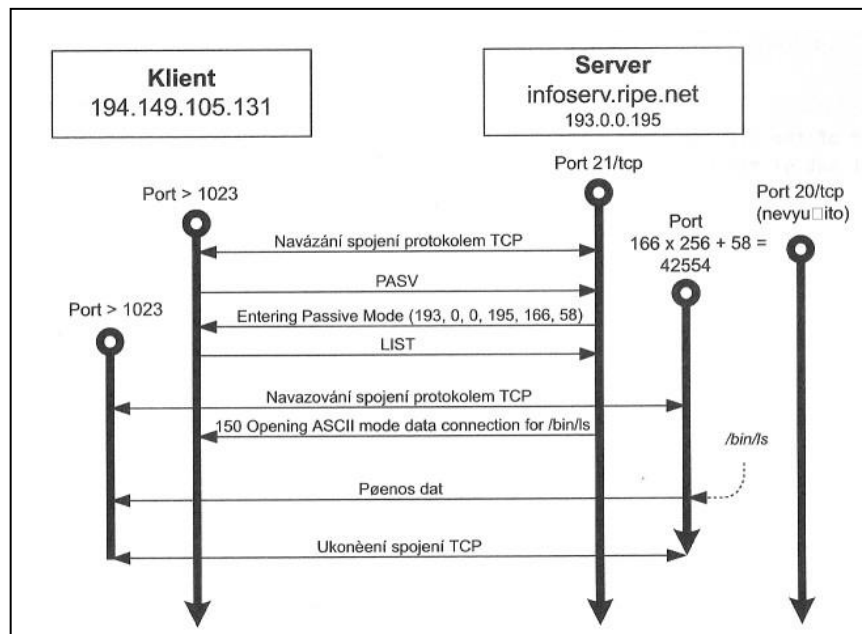 Klient
194.149.105.131
Server
infoserv.ripe.net
193.0.0.195
Port 21/tcp
Port > 1023
Port 20/tcp
(nevyu□ito)
Port
166 x 256 + 58 =
42554
Navázání spojení protokolem TCP
PASV
Port > 1023
Entering Passive Mode (193, 0, 0, 195, 166, 58)
LIST
Navazování spojení protokolem TCP
150 Opening ASCII mode data connection for /bin/ls
/bin/ls
Pøenos dat
Ukonèení spojení TCP